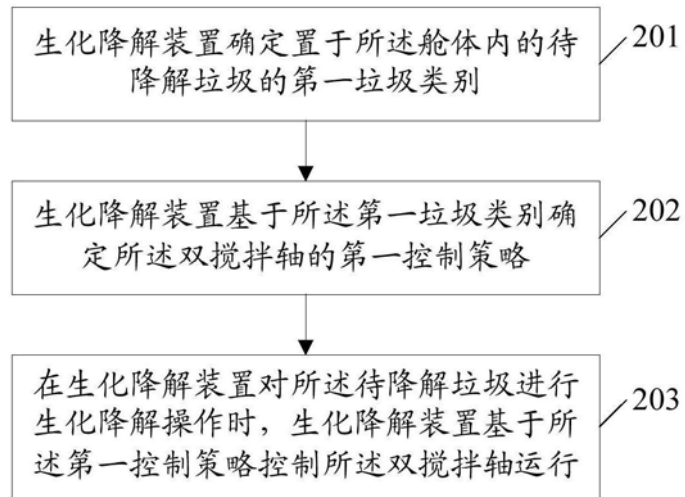 生化降解装置确定置于所述舱体内的待
降解垃圾的第一垃圾类别
201
生化降解装置基于所述第一垃圾类别确
定所述双搅拌轴的第一控制策略
202
在生化降解装置对所述待降解垃圾进行
生化降解操作时，生化降解装置基于所
述第一控制策略控制所述双搅拌轴运行
203